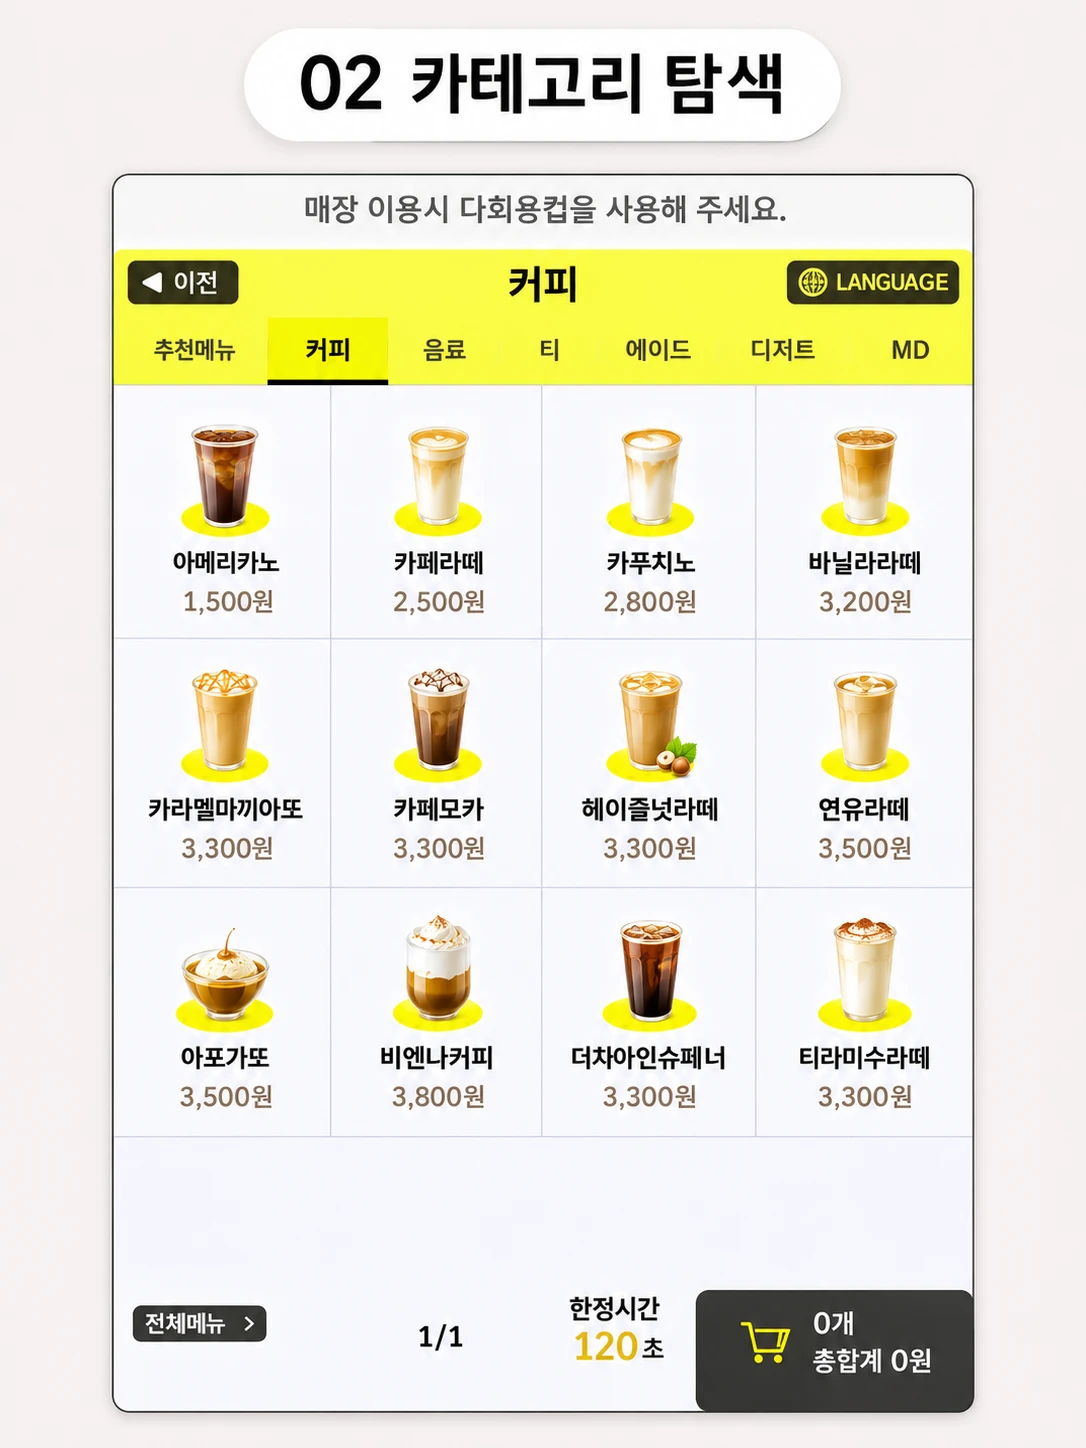 02 카테고리 탐색
매장 이용시 다회용컵을 사용해 주세요.
이전
커피
LANGUAGE
추천메뉴 커피 음료 티 에이드 디저트 MD
아메리카노 카페라떼 카푸치노 바닐라라떼
1,500원 2,500원 2,800원 3,200원
카라멜마끼아또 카페모카 헤이즐넛라떼 연유라떼
3,300원 3,300원 3,300원 3,500원
아포가또 비엔나커피 더차아인슈페너 티라미수라떼
3,500원 3,800원 3,300원 3,300원
전체메뉴 >
1/1
한정시간
120초
0개
총합계 0원